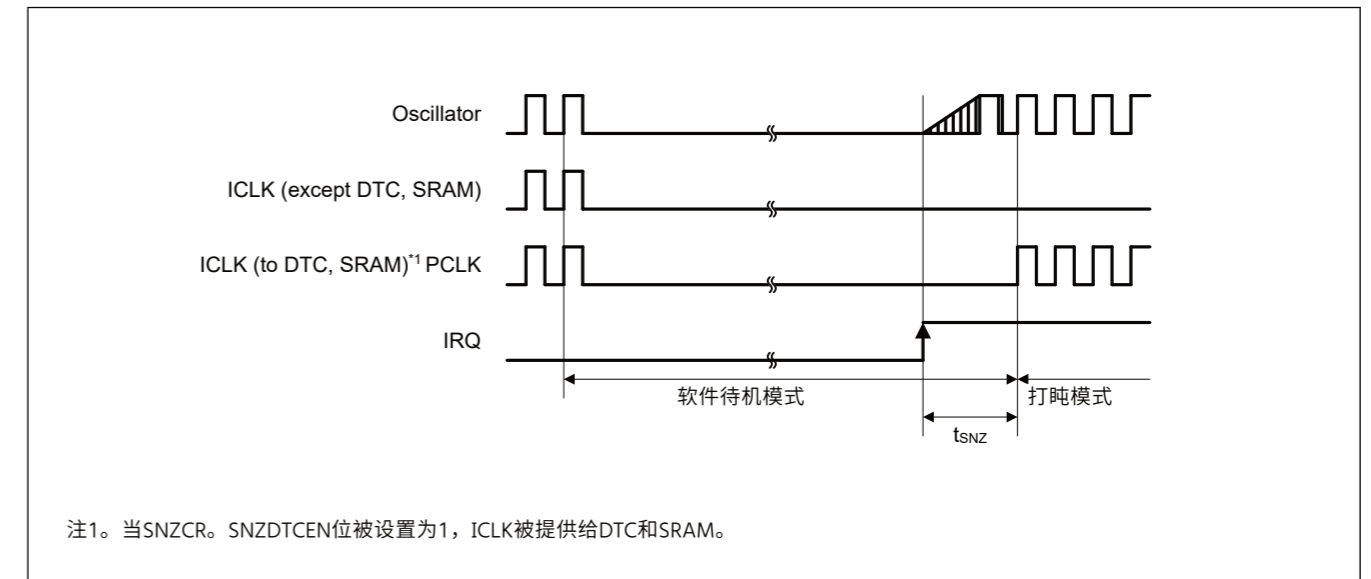 Oscillator
ICLK (except DTC, SRAM)
ICLK (to DTC, SRAM)*1 PCLK
IRQ
软件待机模式
打盹模式
tSNZ
注1。当SNZCR。SNZDTCEN位被设置为1，ICLK被提供给DTC和SRAM。